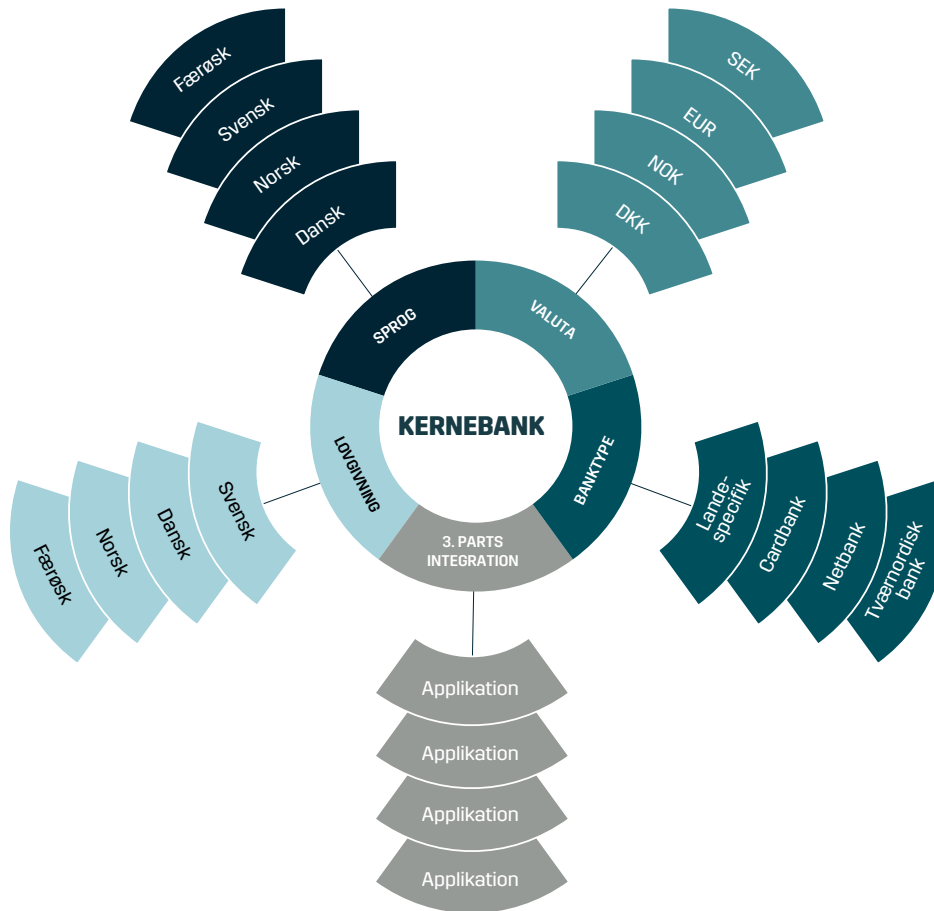 Færøsk
Svensk
Norsk
Dansk
SEK
EUR
NOK
DKK
SPROG
VALUTA
KERNEBANK
LOVGIVNING
BANKTYPE
3. PARTS
INTEGRATION
Svensk
Dansk
Norsk
Færøsk
Lande-
specifik
Cardbank
Netbank
Tværnordisk
bank
Applikation
Applikation
Applikation
Applikation